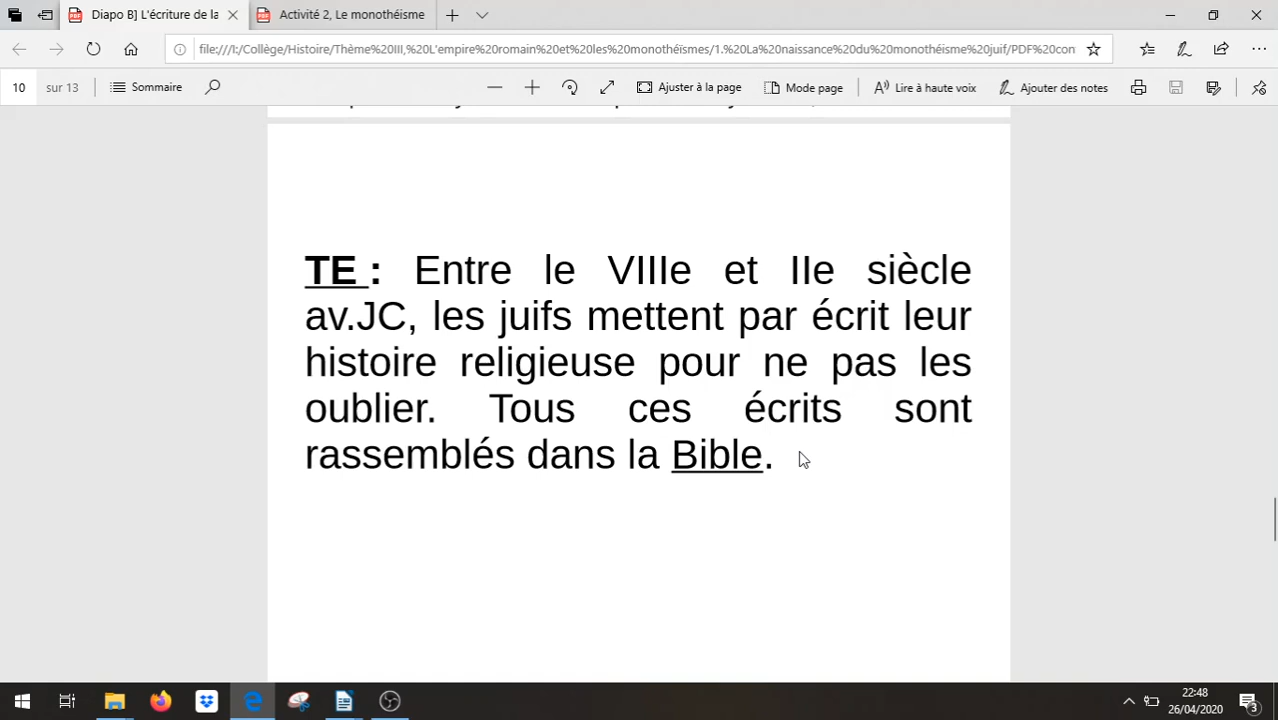 Diapo B] L'écriture de la
Activité 2, Le monothéisme
file:///I:/Collège/Histoire/Thème%20III,%20L'empire%20romain%20et%20les%20monothéïsmes/1.%20La%20naissance%20du%20monothéisme%20juif/PDF%20con
10 sur 13 Sommaire Ajuster à la page Mode page Lire à haute voix Ajouter des notes
TE : Entre le VIIIe et IIe siècle
av.JC, les juifs mettent par écrit leur
histoire religieuse pour ne pas les
oublier. Tous ces écrits sont
rassemblés dans la Bible.
22:48
26/04/2020
3